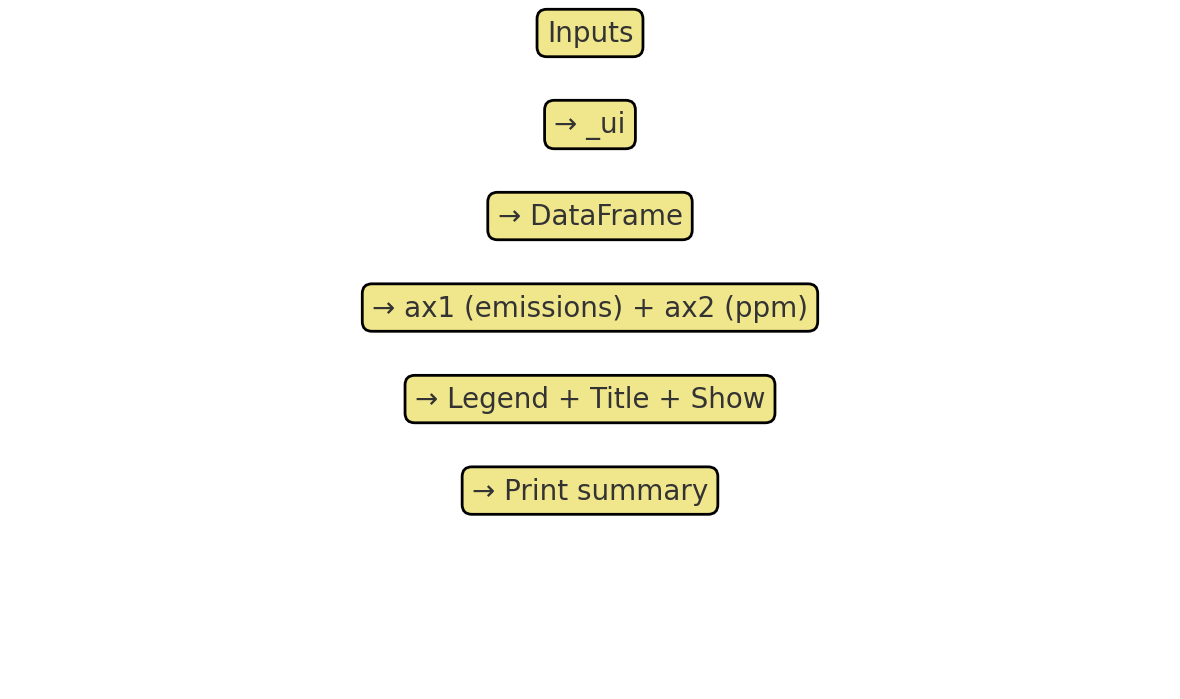 Inputs
→ _ui
→ DataFrame
→ ax1 (emissions) + ax2 (ppm)
→ Legend + Title + Show
→ Print summary